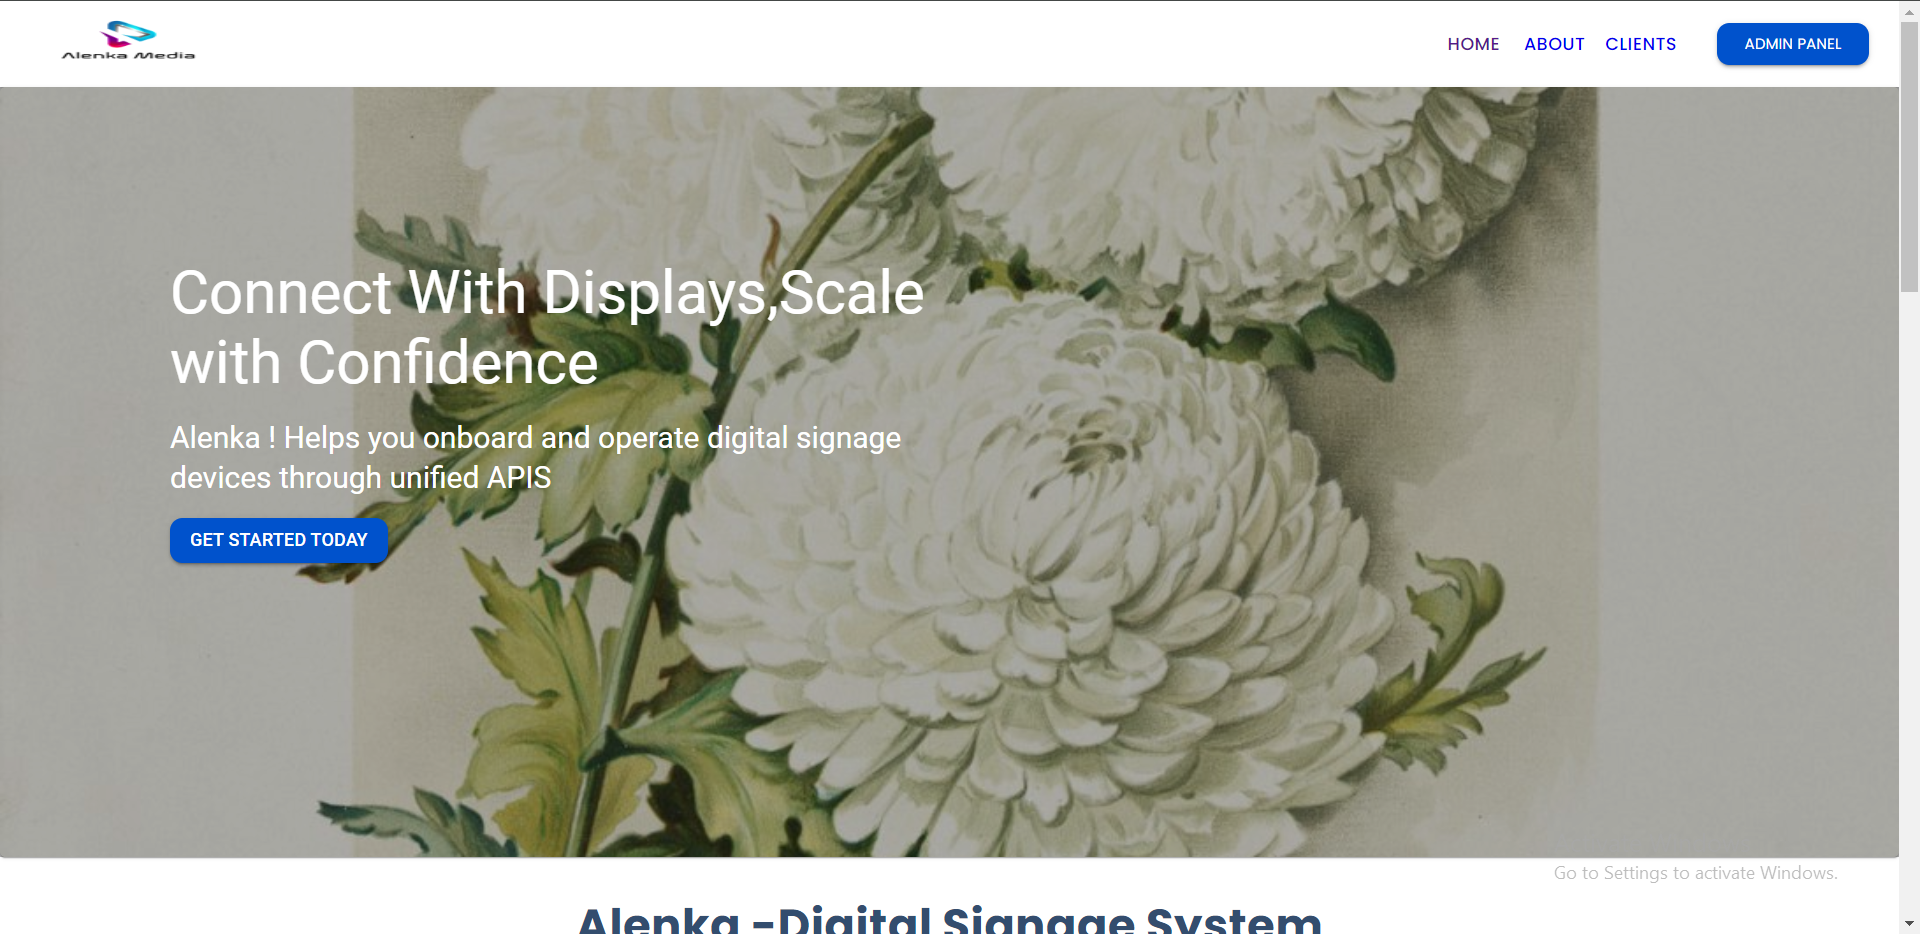 Alenka Media
HOME ABOUT CLIENTS ADMIN PANEL
Connect With Displays,Scale
with Confidence
Alenka ! Helps you onboard and operate digital signage
devices through unified APIS
GET STARTED TODAY
Go to Settings to activate Windows.
Alenka -Digital Signage System